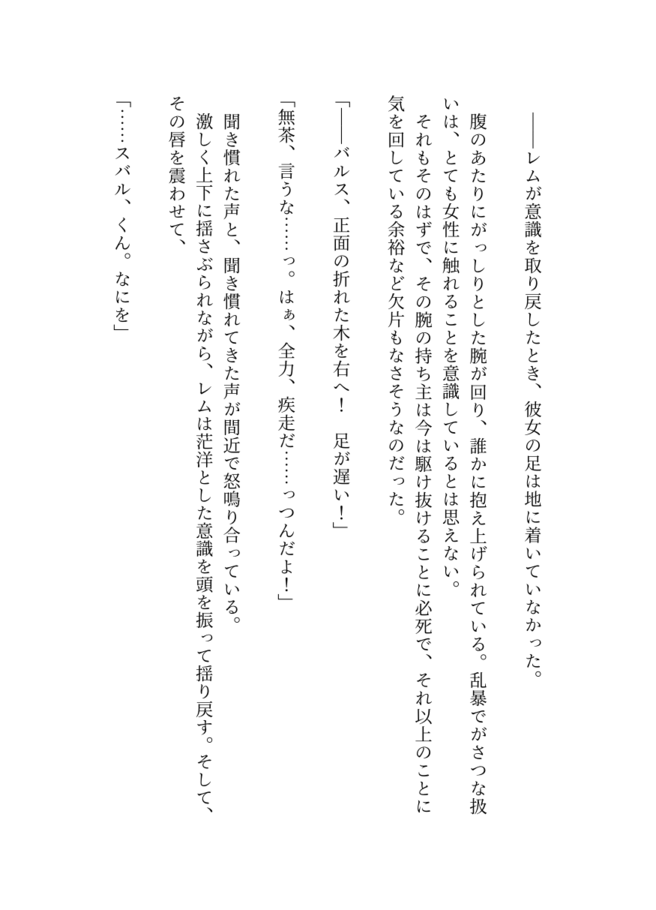 ――レムが意識を取り戻したとき、彼女の足は地に着いていなかった。
腹のあたりにがっしりとした腕が回り、誰かに抱え上げられている。乱暴でがさつな扱
いは、とても女性に触れることを意識しているとは思えない。
それもそのはずで、その腕の持ち主は今は駆け抜けることに必死で、それ以上のことに
気を回している余裕など欠片もなさそうなのだった。
「――バルス、正面の折れた木を右へ！　足が遅い！」
「無茶、言うな……っ。はぁ、全力、疾走だ……っつんだよ！」
聞き慣れた声と、聞き慣れてきた声が間近で怒鳴り合っている。
激しく上下に揺さぶられながら、レムは茫洋とした意識を頭を振って揺り戻す。そして、
その唇を震わせて、
「……スバル、くん。なにを」